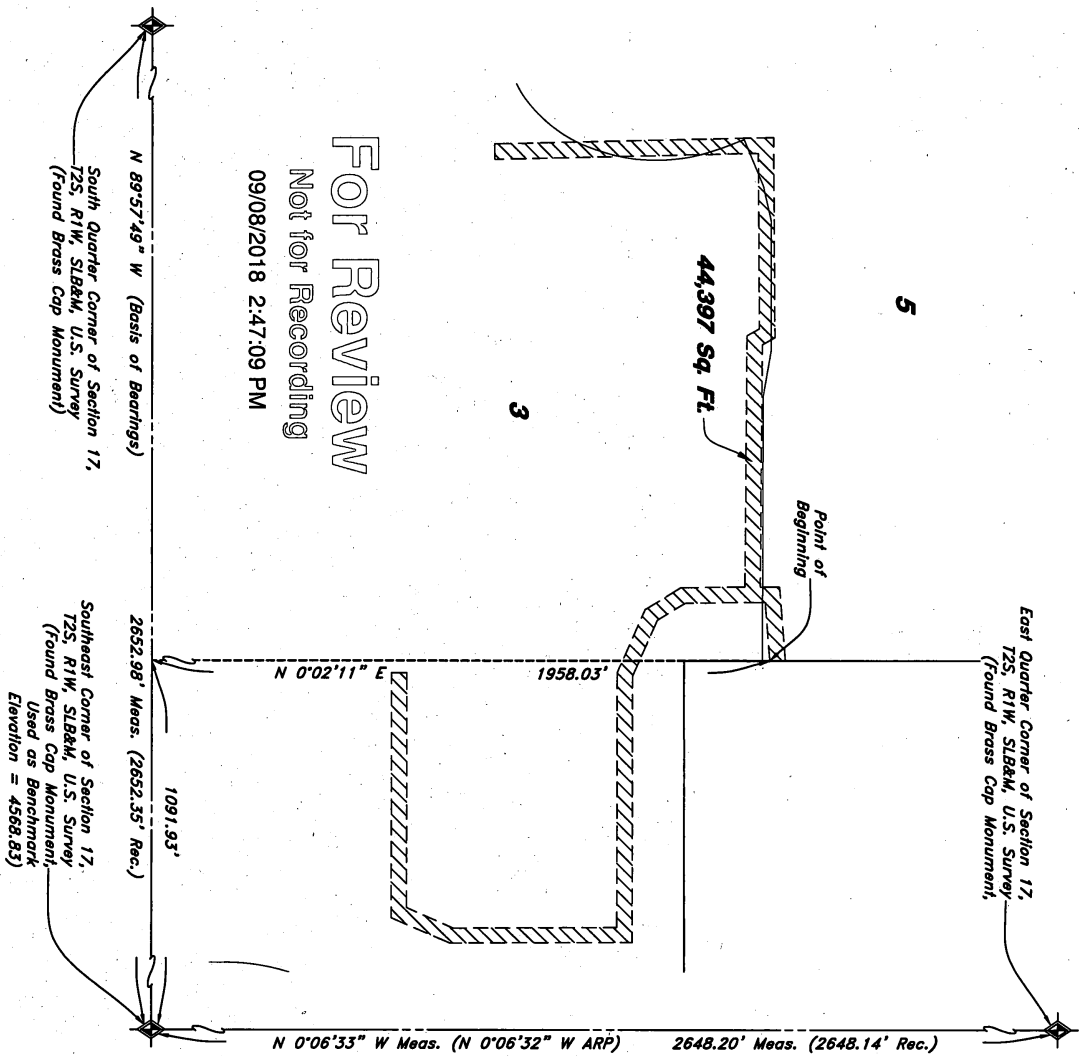 East Quarter Corner of Section 17,
T2S, R1W, SLB&M, U.S. Survey
(Found Brass Cap Monument,
5
Point of
Beginning
44,397 Sq. Ft.
3
For Review
Not for Recording
09/08/2018 2:47:09 PM
N 0°02'11" E
1958.03'
N 89°57'49" W (Basis of Bearings)
2652.98' Meas. (2652.35' Rec.)
1091.93'
South Quarter Corner of Section 17,
T2S, R1W, SLB&M, U.S. Survey
(Found Brass Cap Monument)
Southeast Corner of Section 17,
T2S, R1W, SLB&M, U.S. Survey
(Found Brass Cap Monument,
Used as Benchmark
Elevation = 4568.83)
N 0°06'33" W Meas. (N 0°06'32" W ARP)
2648.20' Meas. (2648.14' Rec.)